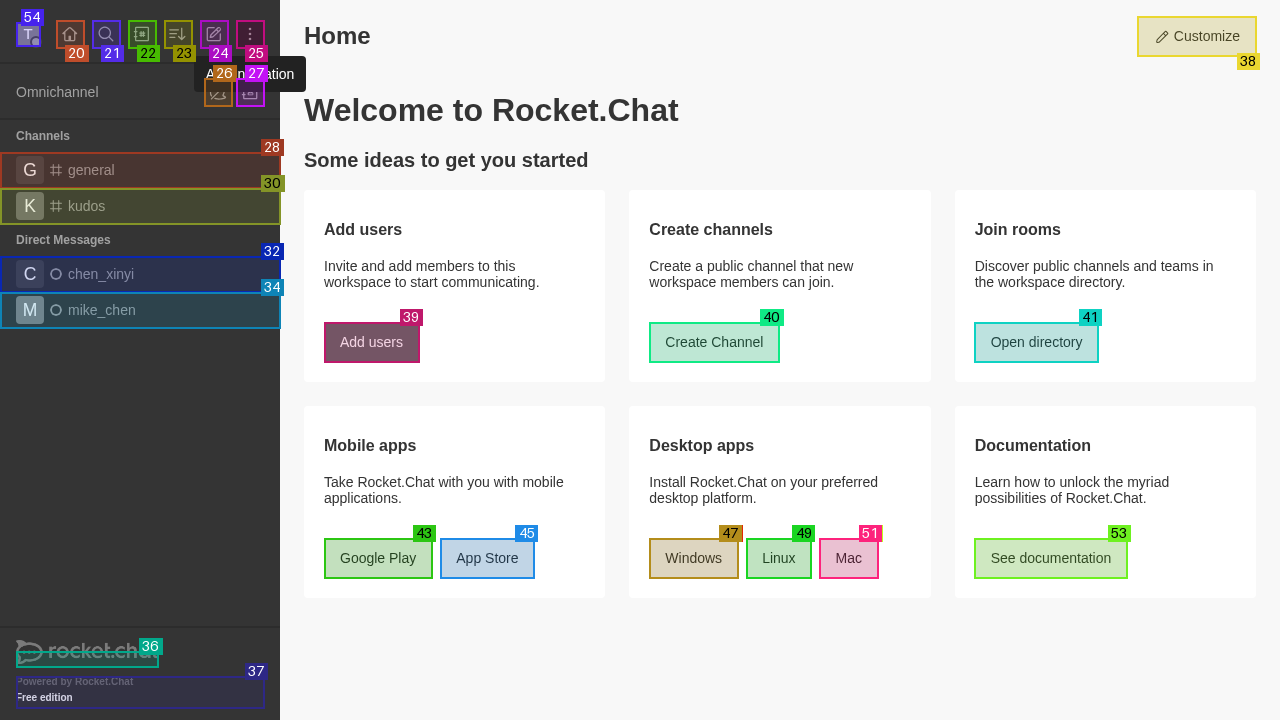 54
T
20
21
22
23
24
25
26
27
Omnichannel
Channels
28
G general
30
K kudos
Direct Messages
32
C chen_xinyi
34
M mike_chen
36
rocket.chat
37
Powered by Rocket.Chat
Free edition
Home
Customize
38
Welcome to Rocket.Chat
Some ideas to get you started
Add users
Invite and add members to this
workspace to start communicating.
39
Add users
Create channels
Create a public channel that new
workspace members can join.
40
Create Channel
Join rooms
Discover public channels and teams in
the workspace directory.
41
Open directory
Mobile apps
Take Rocket.Chat with you with mobile
applications.
43
Google Play
45
App Store
Desktop apps
Install Rocket.Chat on your preferred
desktop platform.
47
Windows
49
Linux
51
Mac
Documentation
Learn how to unlock the myriad
possibilities of Rocket.Chat.
53
See documentation